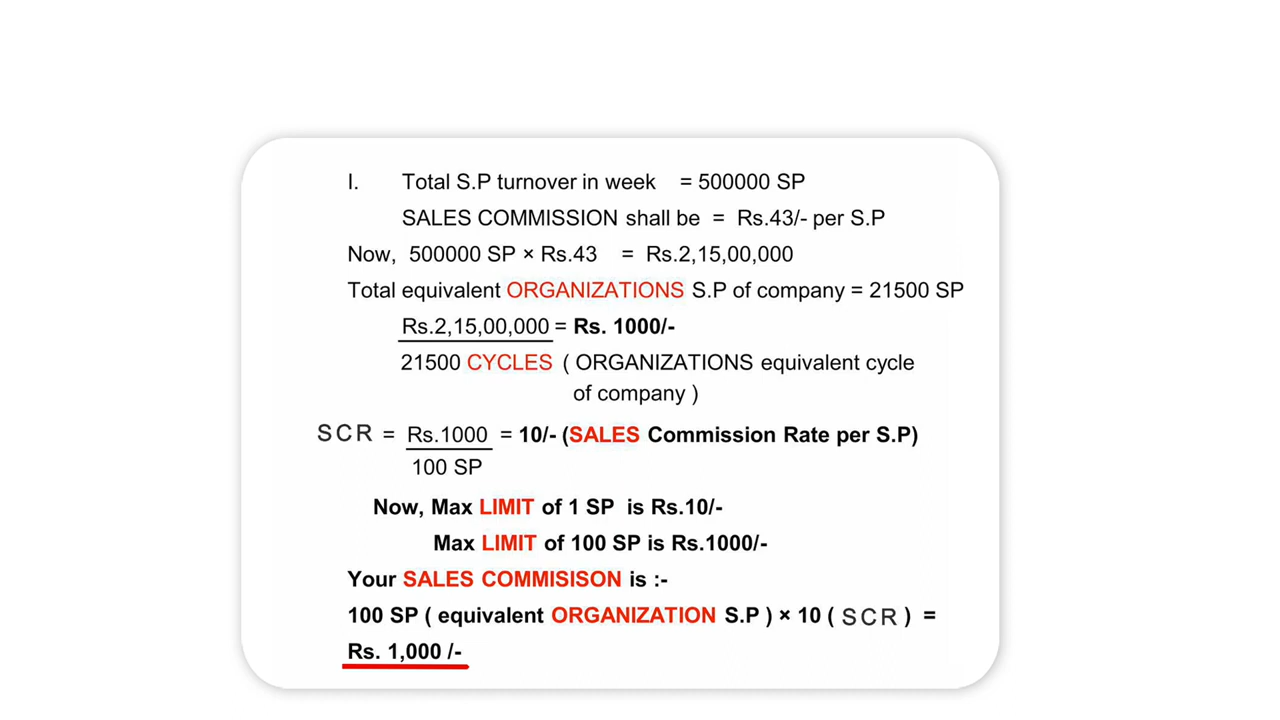 I. Total S.P turnover in week = 500000 SP
SALES COMMISSION shall be = Rs.43/- per S.P
Now, 500000 SP × Rs.43 = Rs.2,15,00,000
Total equivalent ORGANIZATIONS S.P of company = 21500 SP
Rs.2,15,00,000 = Rs. 1000/-
21500 CYCLES ( ORGANIZATIONS equivalent cycle
of company )
SCR = Rs.1000 = 10/- (SALES Commission Rate per S.P)
100 SP
Now, Max LIMIT of 1 SP is Rs.10/-
Max LIMIT of 100 SP is Rs.1000/-
Your SALES COMMISISON is :-
100 SP ( equivalent ORGANIZATION S.P ) × 10 ( SCR ) =
Rs. 1,000 /-